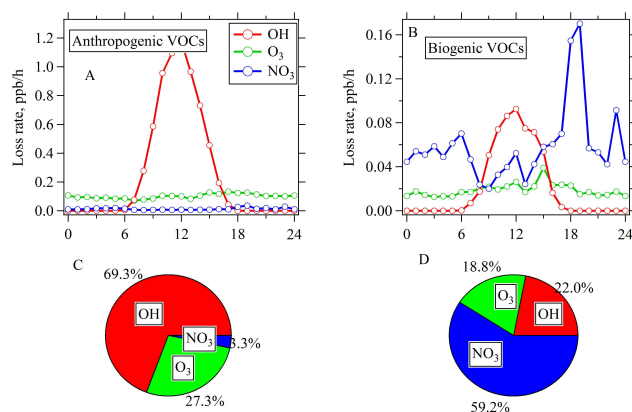 Anthropogenic VOCs
A
OH
O3
NO3
Loss rate, ppb/h
1.2
1.0
0.8
0.6
0.4
0.2
0.0
0 6 12 18 24
B
Biogenic VOCs
Loss rate, ppb/h
0.16
0.12
0.08
0.04
0.00
0 6 12 18 24
C
69.3%
OH
NO3
3.3%
O3
27.3%
D
18.8%
O3
22.0%
OH
NO3
59.2%